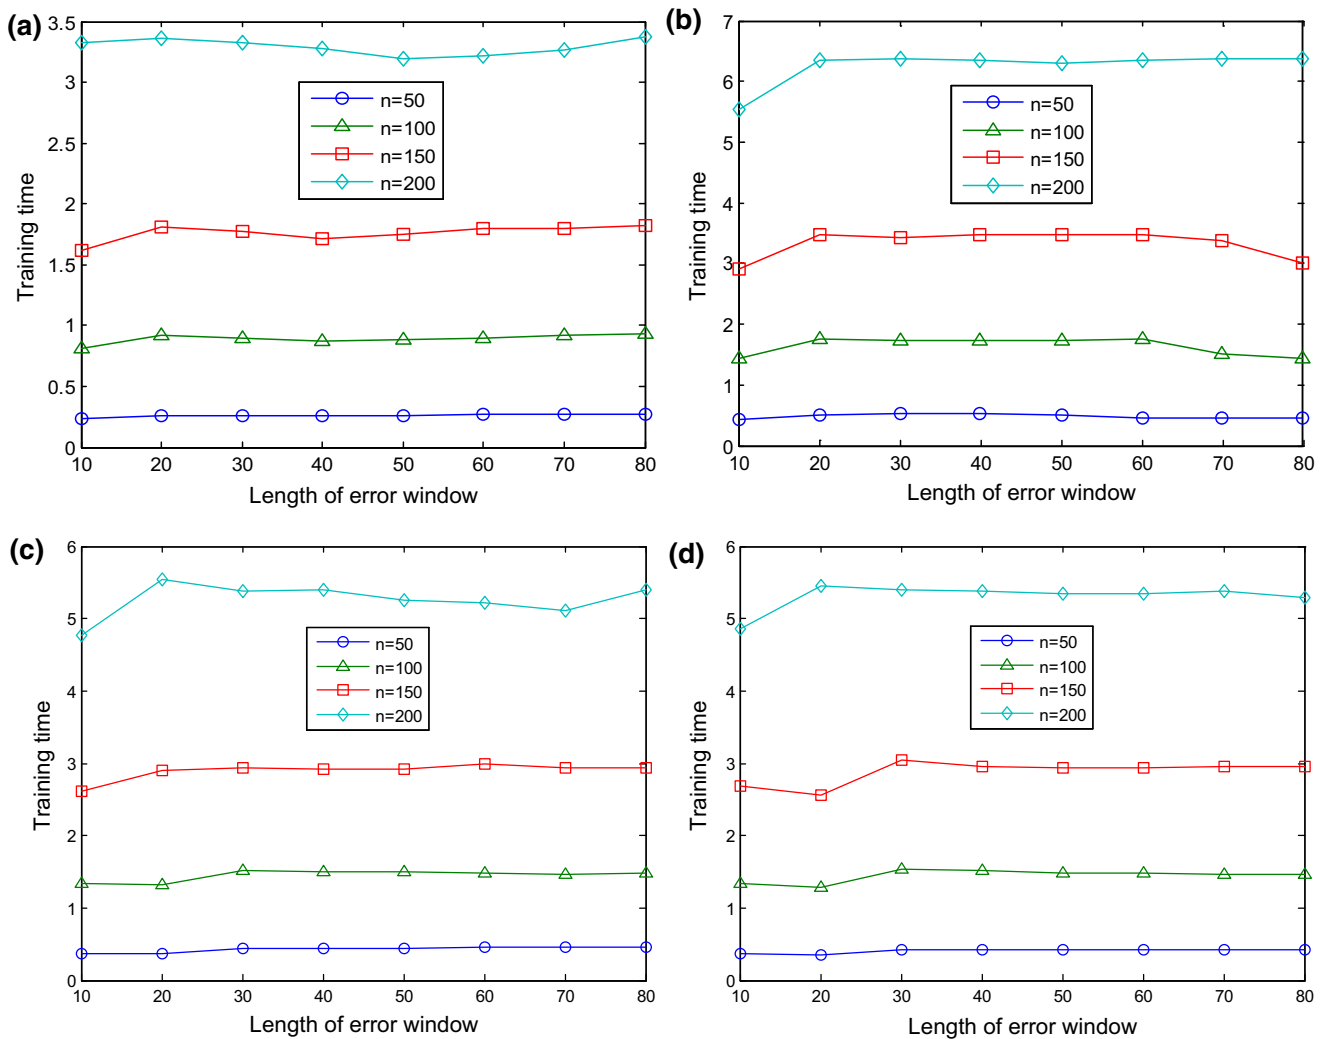 (a)
3.5
3
2.5
2
1.5
1
0.5
0
Training time
n=50
n=100
n=150
n=200
10 20 30 40 50 60 70 80
Length of error window
(b)
7
6
5
4
3
2
1
0
Training time
n=50
n=100
n=150
n=200
10 20 30 40 50 60 70 80
Length of error window
(c)
6
5
4
3
2
1
0
Training time
n=50
n=100
n=150
n=200
10 20 30 40 50 60 70 80
Length of error window
(d)
6
5
4
3
2
1
0
Training time
n=50
n=100
n=150
n=200
10 20 30 40 50 60 70 80
Length of error window